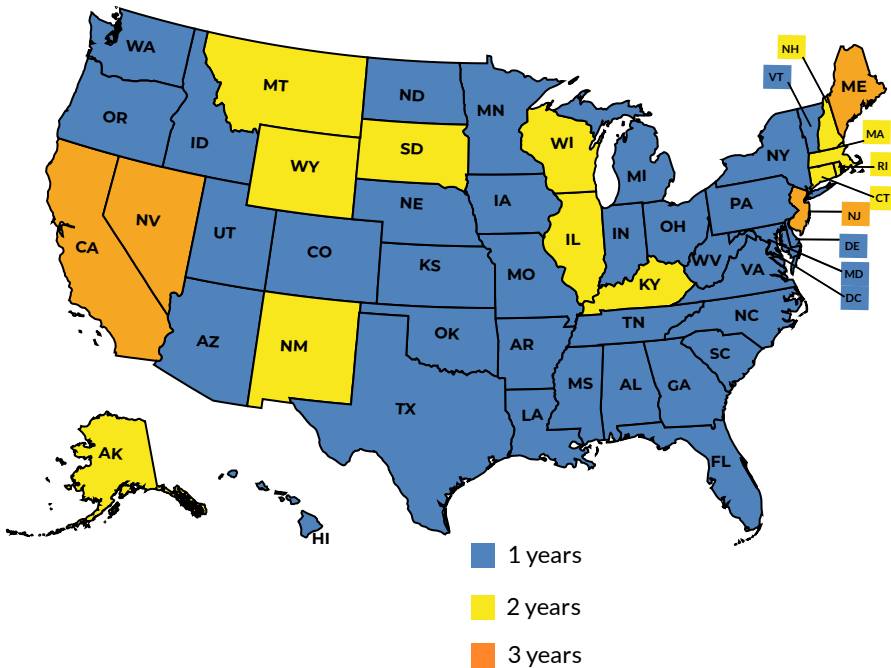 WA
MT
ND
MN
OR
ID
WY
SD
WI
MI
NY
VT
NH
ME
MA
RI
CT
NJ
DE
MD
DC
NV
CA
UT
CO
NE
KS
IA
MO
IL
IN
OH
PA
WV
VA
KY
NC
TN
SC
AZ
NM
OK
AR
TX
LA
MS
AL
GA
FL
AK
HI
1 years
2 years
3 years